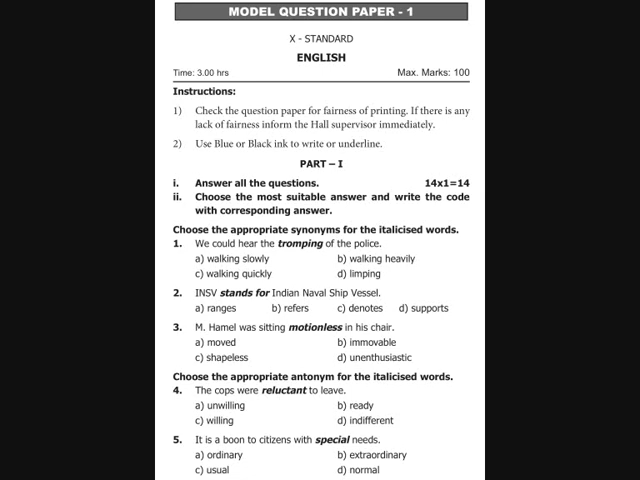 MODEL QUESTION PAPER - 1
X - STANDARD
ENGLISH
Time: 3.00 hrs Max. Marks: 100
Instructions:
1) Check the question paper for fairness of printing. If there is any
lack of fairness inform the Hall supervisor immediately.
2) Use Blue or Black ink to write or underline.
PART – I
i. Answer all the questions. 14x1=14
ii. Choose the most suitable answer and write the code
with corresponding answer.
Choose the appropriate synonyms for the italicised words.
1. We could hear the tromping of the police.
a) walking slowly b) walking heavily
c) walking quickly d) limping
2. INSV stands for Indian Naval Ship Vessel.
a) ranges b) refers c) denotes d) supports
3. M. Hamel was sitting motionless in his chair.
a) moved b) immovable
c) shapeless d) unenthusiastic
Choose the appropriate antonym for the italicised words.
4. The cops were reluctant to leave.
a) unwilling b) ready
c) willing d) indifferent
5. It is a boon to citizens with special needs.
a) ordinary b) extraordinary
c) usual d) normal